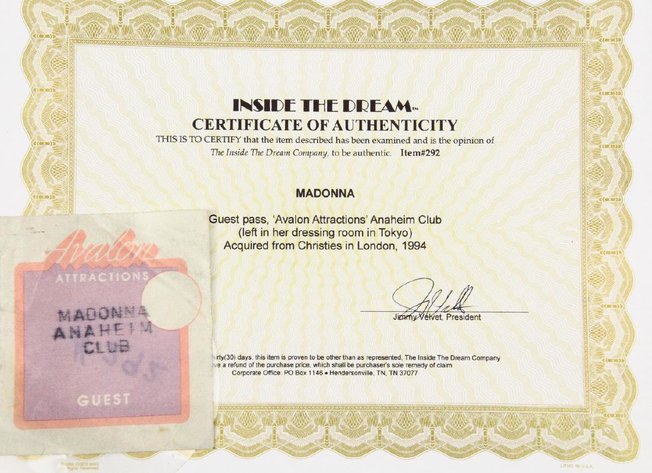 INSIDE THE DREAM
CERTIFICATE OF AUTHENTICITY
THIS IS TO CERTIFY that the item described has been examined and is the opinion of
The Inside The Dream Company, to be authentic. Item#292
MADONNA
Guest pass, 'Avalon Attractions' Anaheim Club
(left in her dressing room in Tokyo)
Acquired from Christies in London, 1994
Jimmy Velvet, President
(30) days, this item is proven to be other than as represented, The Inside The Dream Company
a refund of the purchase price, which shall be purchaser's sole remedy of claim
Corporate Office: PO Box 1146 • Hendersonville, TN, TN 37077
Avalon
ATTRACTIONS
MADONNA
ANAHEIM
CLUB
GUEST
LITHO IN U.S.A.